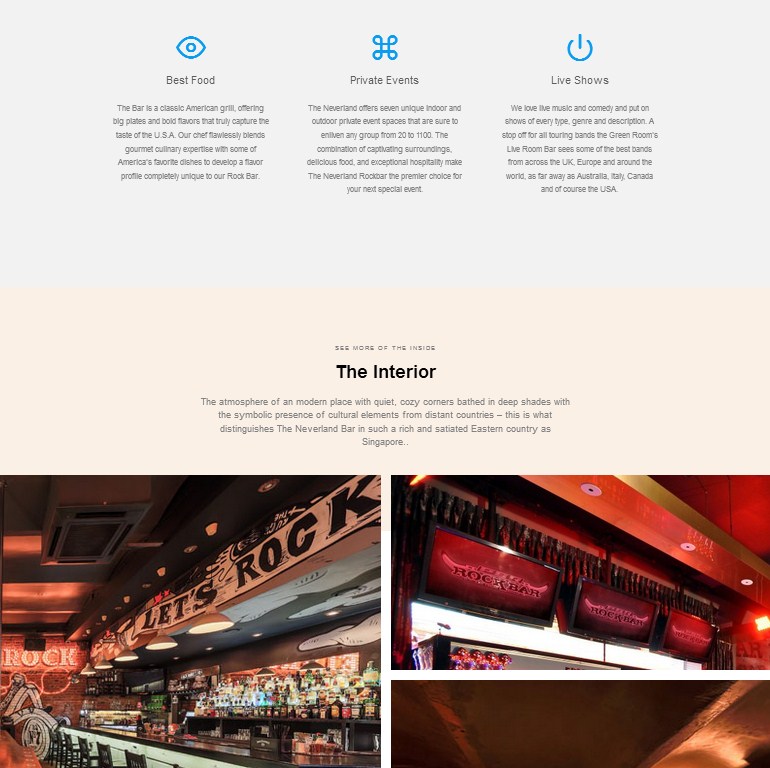 Best Food
Private Events
Live Shows
The Bar is a classic American grill, offering
big plates and bold flavors that truly capture the
taste of the U.S.A. Our chef flawlessly blends
gourmet culinary expertise with some of
America's favorite dishes to develop a flavor
profile completely unique to our Rock Bar.
The Neverland offers seven unique indoor and
outdoor private event spaces that are sure to
enliven any group from 20 to 1100. The
combination of captivating surroundings,
delicious food, and exceptional hospitality make
The Neverland Rockbar the premier choice for
your next special event.
We love live music and comedy and put on
shows of every type, genre and description. A
stop off for all touring bands the Green Room's
Live Room Bar sees some of the best bands
from across the UK, Europe and around the
world, as far away as Australia, Italy, Canada
and of course the USA.
SEE MORE OF THE INSIDE
The Interior
The atmosphere of an modern place with quiet, cozy corners bathed in deep shades with
the symbolic presence of cultural elements from distant countries – this is what
distinguishes The Neverland Bar in such a rich and satiated Eastern country as
Singapore..
LET'S ROCK
ROCK
ROCKBAR
ROCKBAR
ROCKBAR